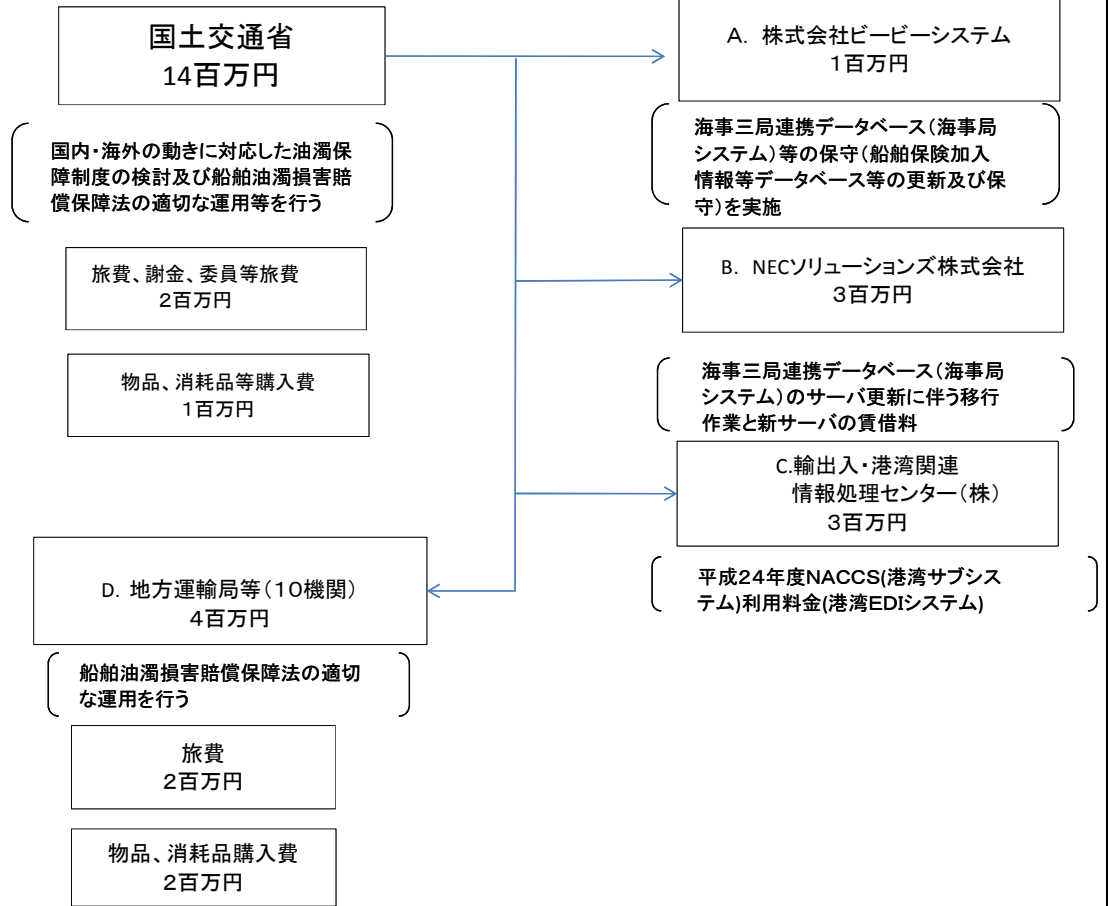 国土交通省
14百万円
国内・海外の動きに対応した油濁保
障制度の検討及び船舶油濁損害賠
償保障法の適切な運用等を行う
旅費、謝金、委員等旅費
２百万円
物品、消耗品等購入費
１百万円
D. 地方運輸局等（１０機関）
４百万円
船舶油濁損害賠償保障法の適切
な運用を行う
旅費
２百万円
物品、消耗品購入費
２百万円
A. 株式会社ビービーシステム
１百万円
海事三局連携データベース（海事局
システム）等の保守（船舶保険加入
情報等データベース等の更新及び保
守）を実施
B. NECソリューションズ株式会社
３百万円
海事三局連携データベース（海事局
システム）のサーバ更新に伴う移行
作業と新サーバの賃借料
C.輸出入・港湾関連
情報処理センター（株）
３百万円
平成２４年度NACCS(港湾サブシス
テム)利用料金(港湾EDIシステム)